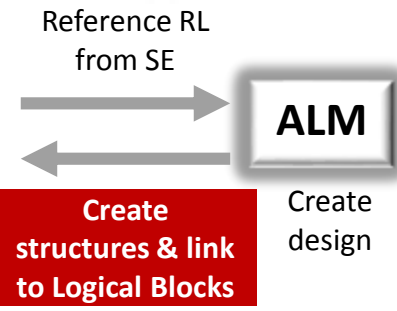 Reference RL
from SE
ALM
Create
structures & link
to Logical Blocks
Create
design